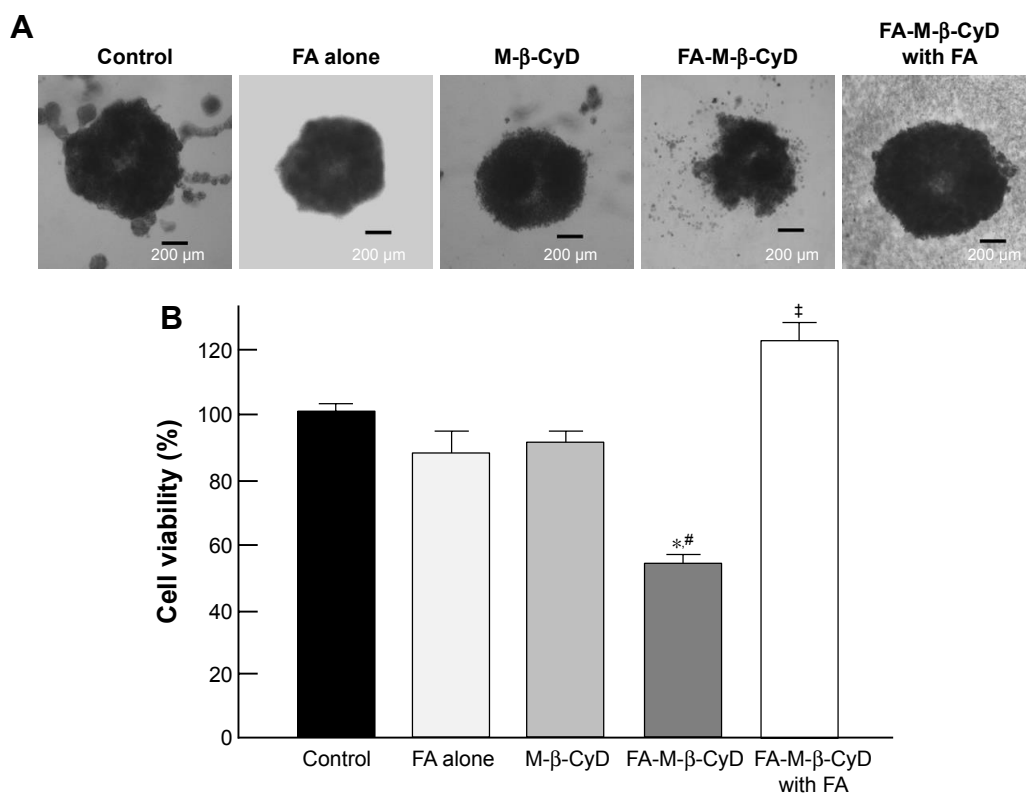 A
Control
FA alone
M-β-CyD
FA-M-β-CyD
FA-M-β-CyD
with FA
200 µm
200 µm
200 µm
200 µm
200 µm
B
Cell viability (%)
120
100
80
60
40
20
0
*,#
‡
Control
FA alone
M-β-CyD
FA-M-β-CyD
FA-M-β-CyD
with FA